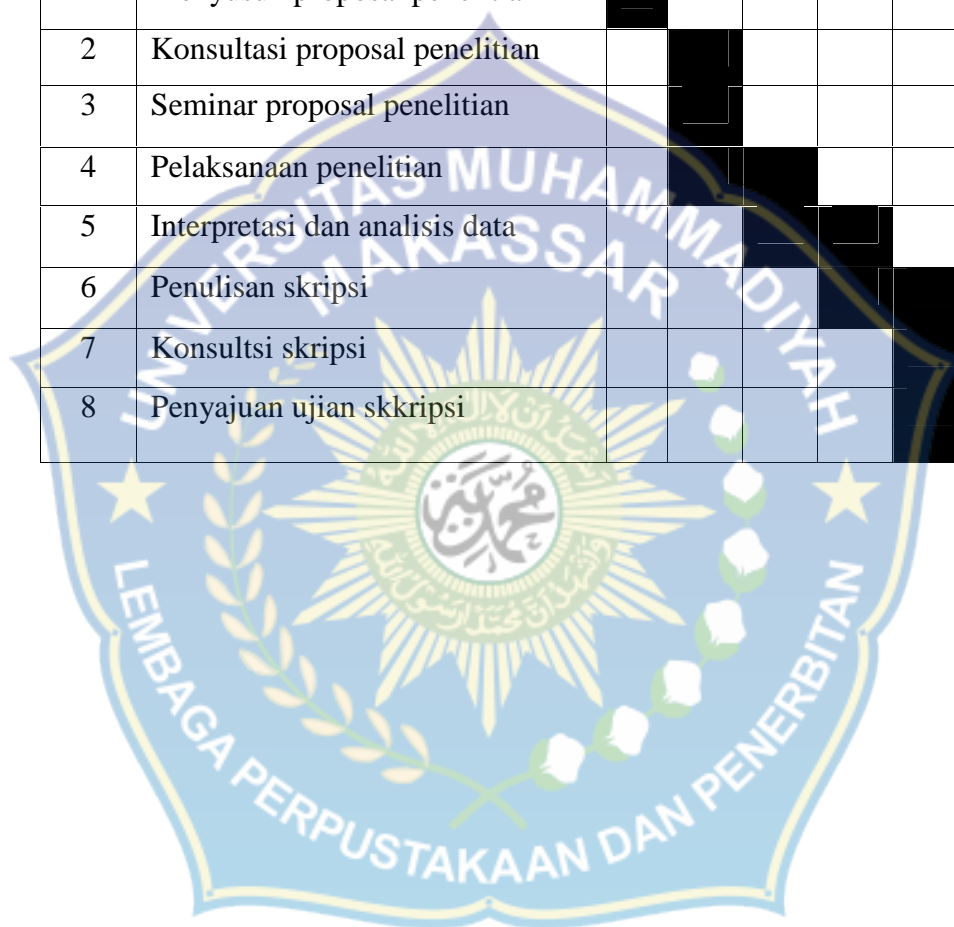 2 Konsultasi proposal penelitian
3 Seminar proposal penelitian
4 Pelaksanaan penelitian
5 Interpretasi dan analisis data
6 Penulisan skripsi
7 Konsultsi skripsi
8 Penyajuan ujian skkripsi
UNIVERSITAS MUHAMMADIYAH
MAKASSAR
LEMBAGA PERPUSTAKAAN DAN PENERBITAN